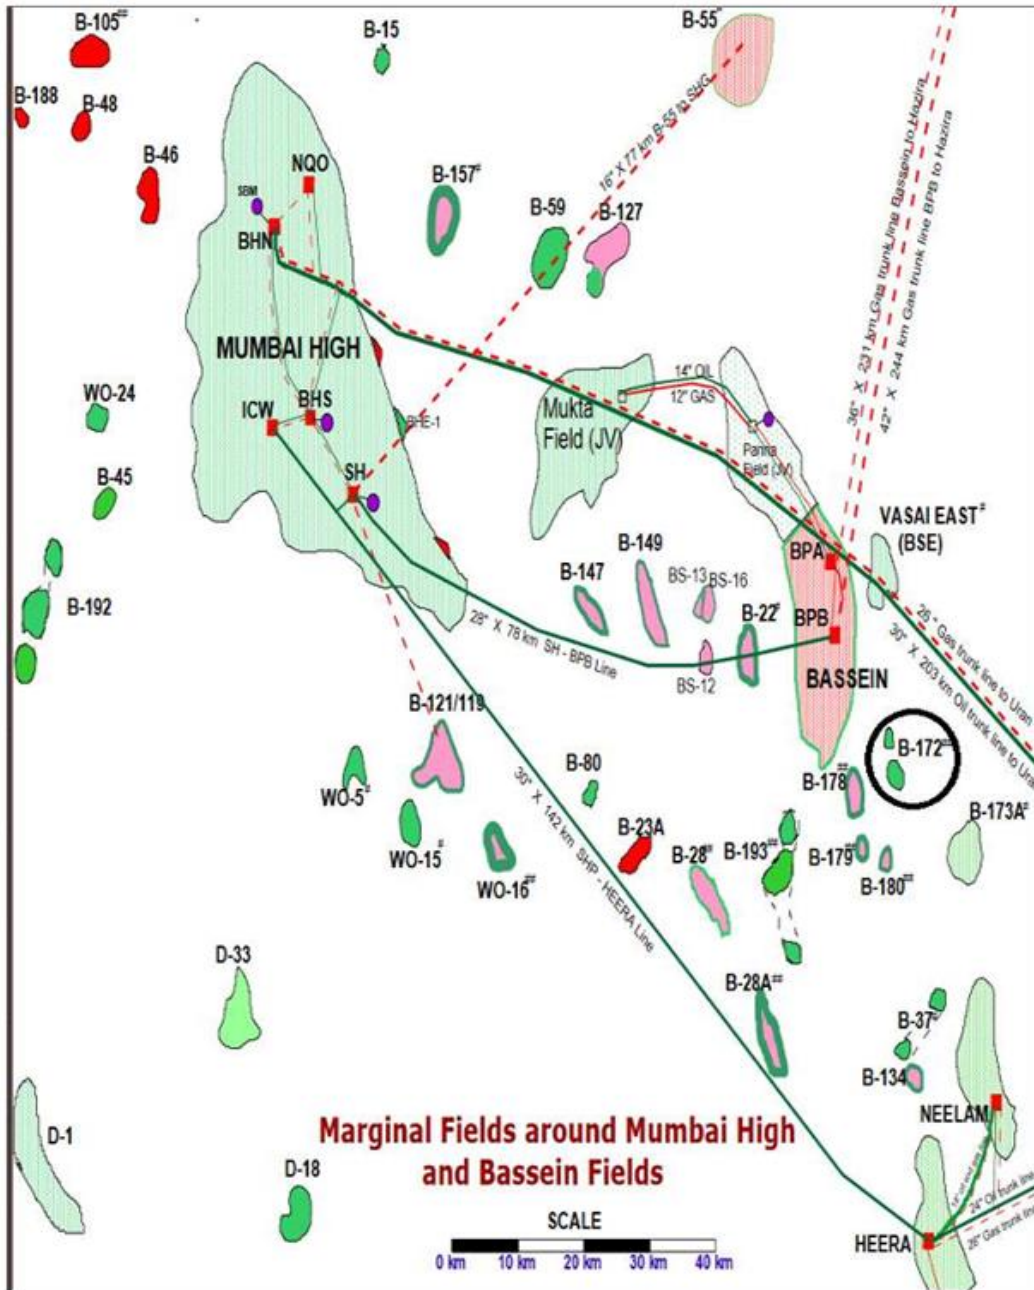 B-105##
B-15
B-55#
B-188
B-48
B-46
NQO
B-157#
SBM
BHN
B-59
B-127
16" X 77 km B-55 to SHG
36" X 231 km Gas trunk line Bassein to Hazira
42" X 244 km Gas trunk line BPB to Hazira
MUMBAI HIGH
WO-24
ICW
BHS
BHE-1
14" OIL
12" GAS
Mukta
Field (JV)
Panna
Field (JV)
B-45
SH
VASAI EAST#
(BSE)
BPA
B-149
B-147
BS-13
BS-16
B-22#
BPB
B-192
28" X 78 km SH - BPB Line
BS-12
BASSEIN
26" Gas trunk line to Uran
30" X 203 km Oil trunk line to Uran
B-121/119
B-172##
WO-5#
B-80
B-178##
B-173A#
30" X 142 km SHP - HEERA Line
B-23A
WO-15#
WO-16##
B-28##
B-193##
B-179##
B-180##
D-33
B-28A##
B-37#
B-134
NEELAM
D-1
Marginal Fields around Mumbai High
and Bassein Fields
D-18
SCALE
0 km 10 km 20 km 30 km 40 km
HEERA
24" Oil trunk line
26" Gas trunk line